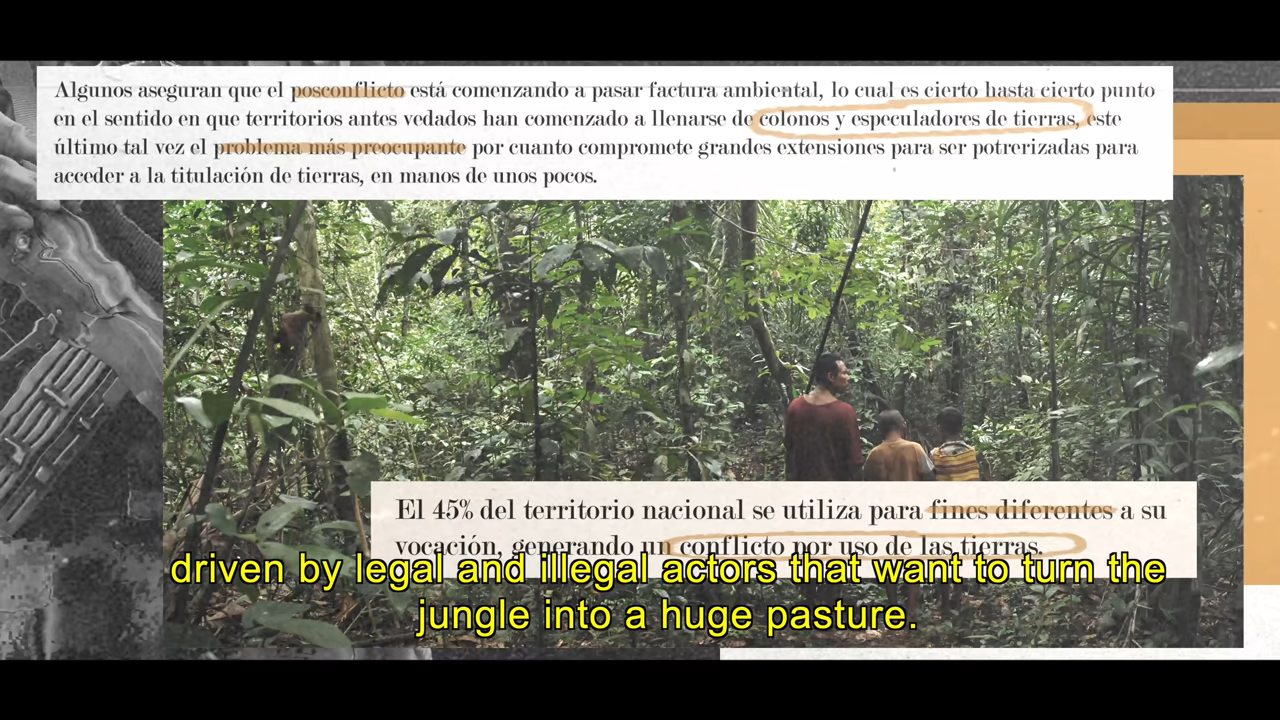 Algunos aseguran que el posconflicto está comenzando a pasar factura ambiental, lo cual es cierto hasta cierto punto
en el sentido en que territorios antes vedados han comenzado a llenarse de colonos y especuladores de tierras, este
último tal vez el problema más preocupante por cuanto compromete grandes extensiones para ser potrerizadas para
acceder a la titulación de tierras, en manos de unos pocos.
El 45% del territorio nacional se utiliza para fines diferentes a su
vocación, generando un conflicto por uso de las tierras.
driven by legal and illegal actors that want to turn the
jungle into a huge pasture.